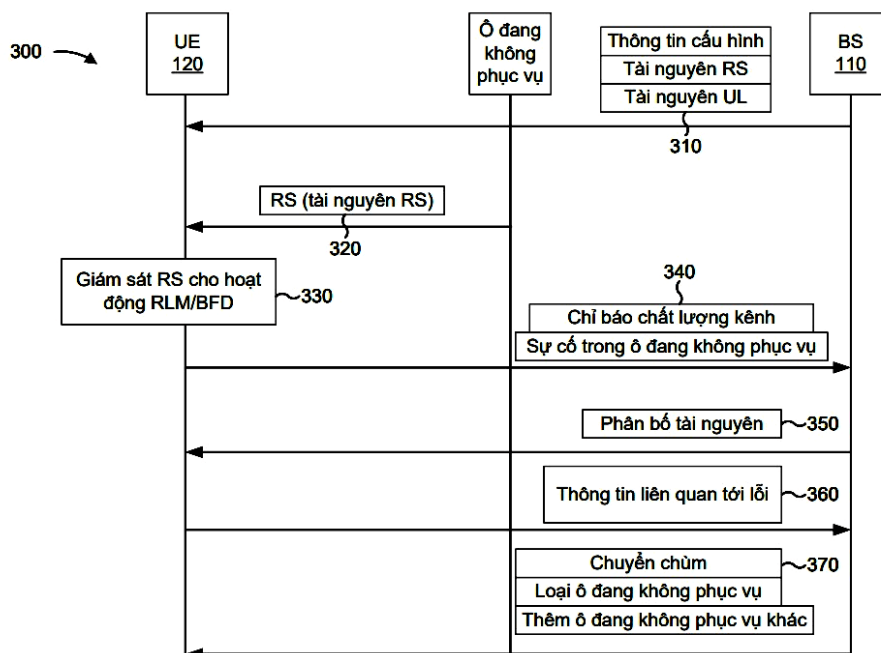 300
UE
120
Ô đang
không
phục vụ
Thông tin cấu hình
Tài nguyên RS
Tài nguyên UL
BS
110
310
RS (tài nguyên RS)
320
Giám sát RS cho hoạt
động RLM/BFD
330
340
Chỉ báo chất lượng kênh
Sự cố trong ô đang không phục vụ
Phân bố tài nguyên
350
Thông tin liên quan tới lỗi
360
Chuyển chùm
370
Loại ô đang không phục vụ
Thêm ô đang không phục vụ khác